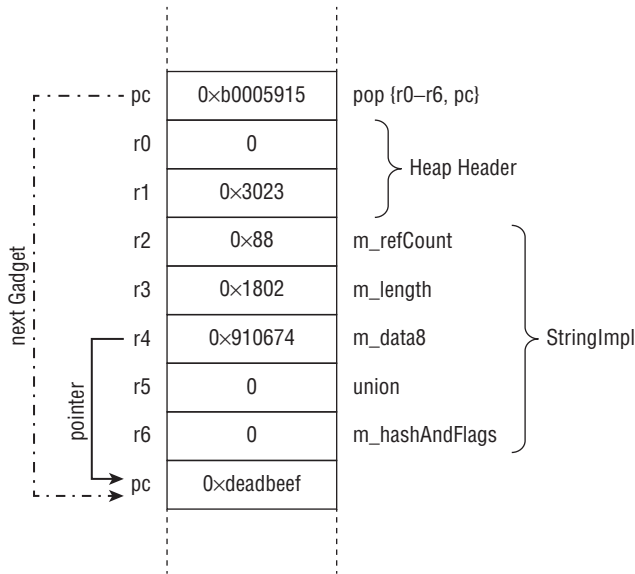 pc 0×b0005915 pop {r0–r6, pc}
r0 0
Heap Header
r1 0×3023
r2 0×88 m_refCount
r3 0×1802 m_length
r4 0×910674 m_data8 StringImpl
r5 0 union
r6 0 m_hashAndFlags
pc 0×deadbeef
next Gadget
pointer